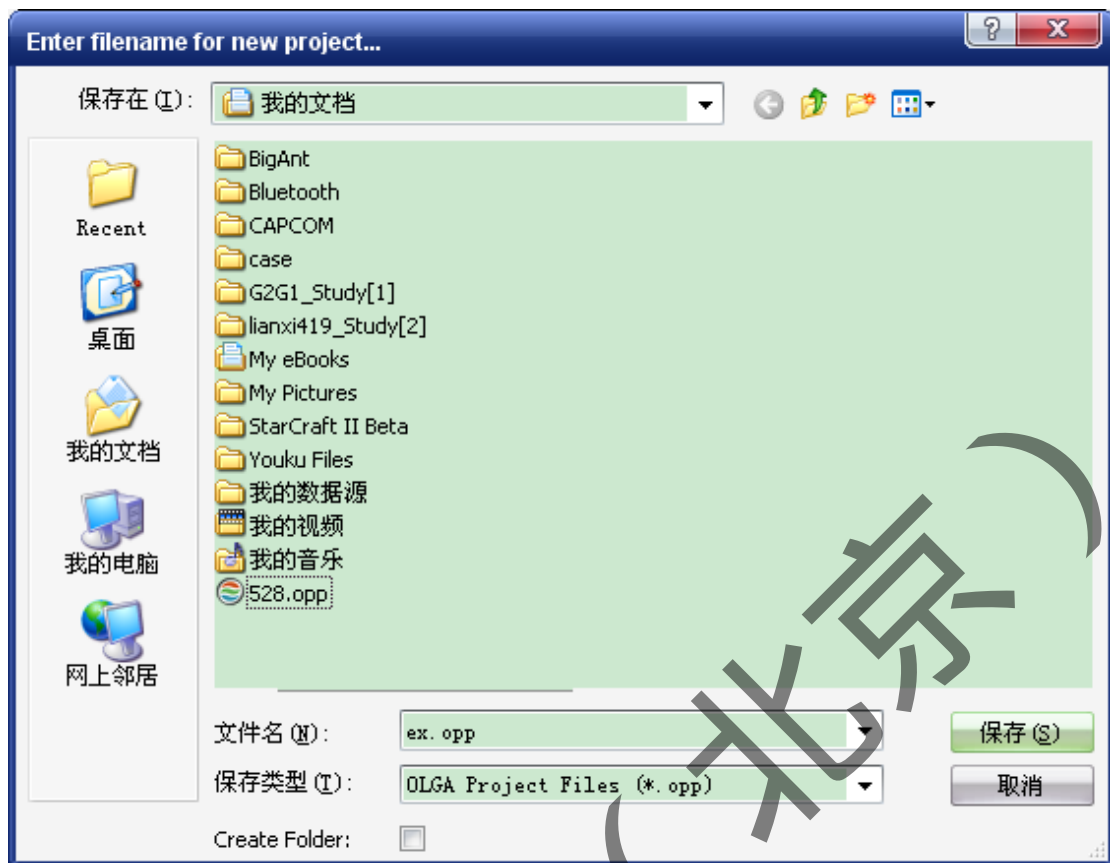 Enter filename for new project...
保存在(I):
我的文档
Recent
桌面
我的文档
我的电脑
网上邻居
BigAnt
Bluetooth
CAPCOM
case
G2G1_Study[1]
lianxi419_Study[2]
My eBooks
My Pictures
StarCraft II Beta
Youku Files
我的数据源
我的视频
我的音乐
528.opp
文件名(N):
ex.opp
保存(S)
保存类型(T):
OLGA Project Files (*.opp)
取消
Create Folder:
(北京)